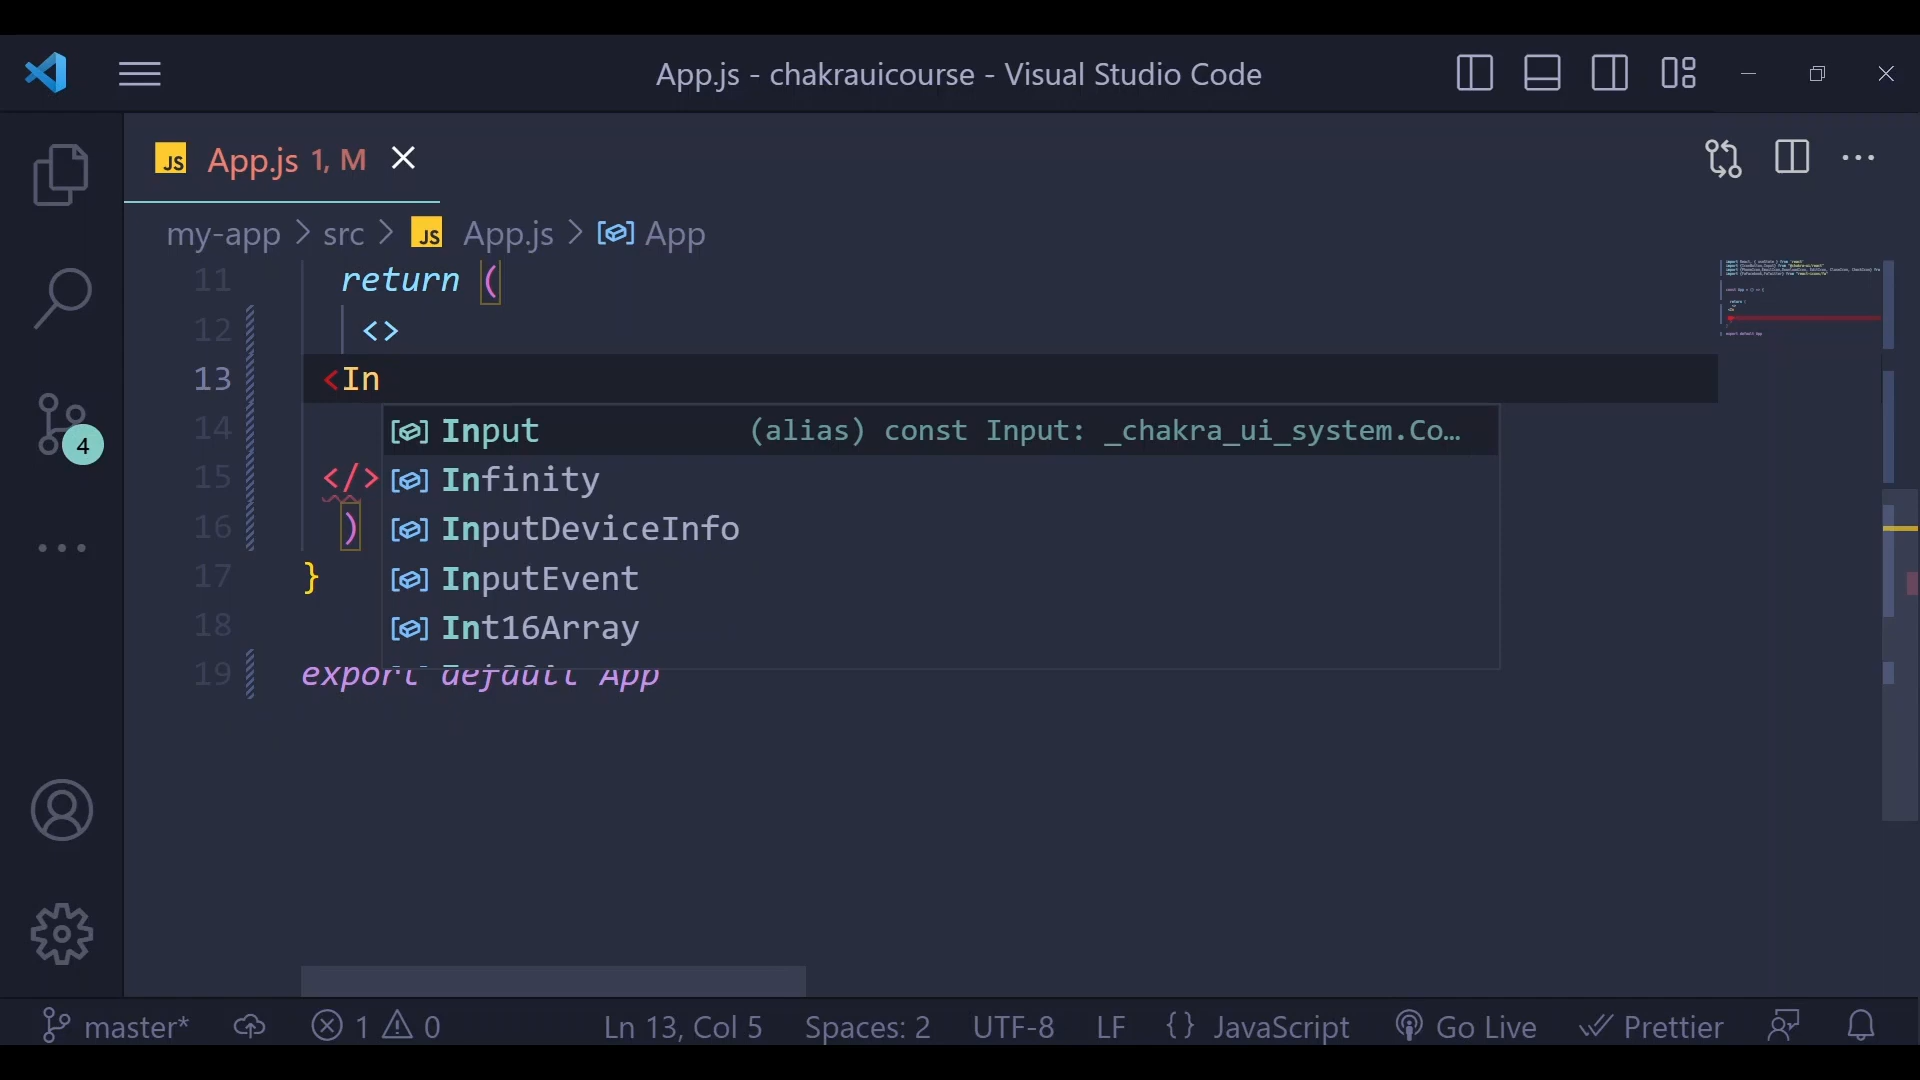 App.js - chakrauicourse - Visual Studio Code
JS App.js 1, M
my-app > src > JS App.js > App
11 return (
12 <>
13 <In
14
15 </>
16 )
17 }
18
19 export default App
Input (alias) const Input: _chakra_ui_system.Co…
Infinity
InputDeviceInfo
InputEvent
Int16Array
4
master* 1 0 Ln 13, Col 5 Spaces: 2 UTF-8 LF {} JavaScript Go Live Prettier